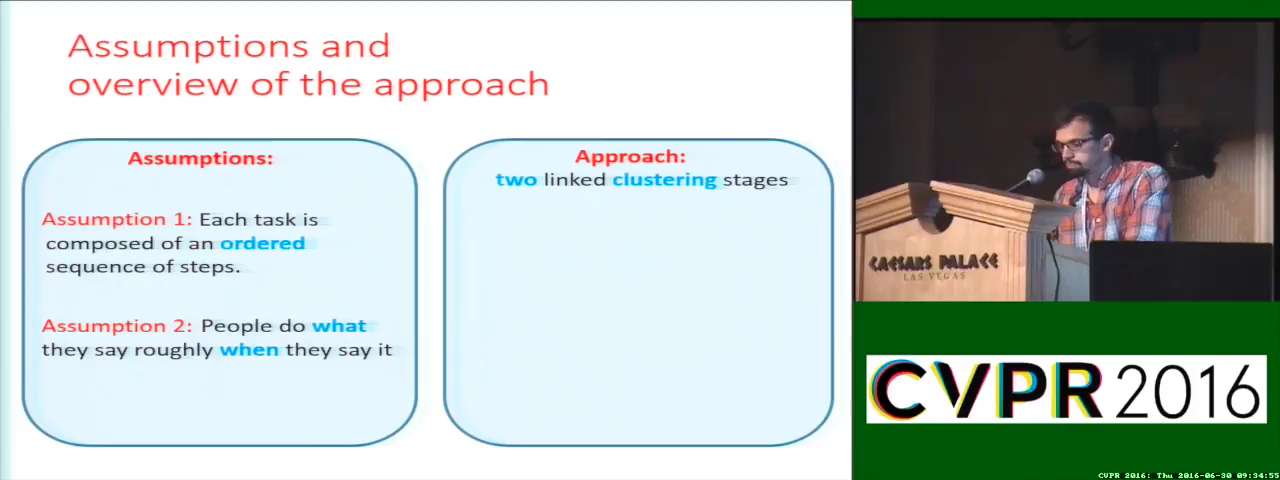 Assumptions and
overview of the approach
Assumptions:
Assumption 1: Each task is
composed of an ordered
sequence of steps.
Assumption 2: People do what
they say roughly when they say it
Approach:
two linked clustering stages
CAESARS PALACE
LAS VEGAS
CVPR 2016
CVPR 2016: Thu 2016-06-30 09:34:55